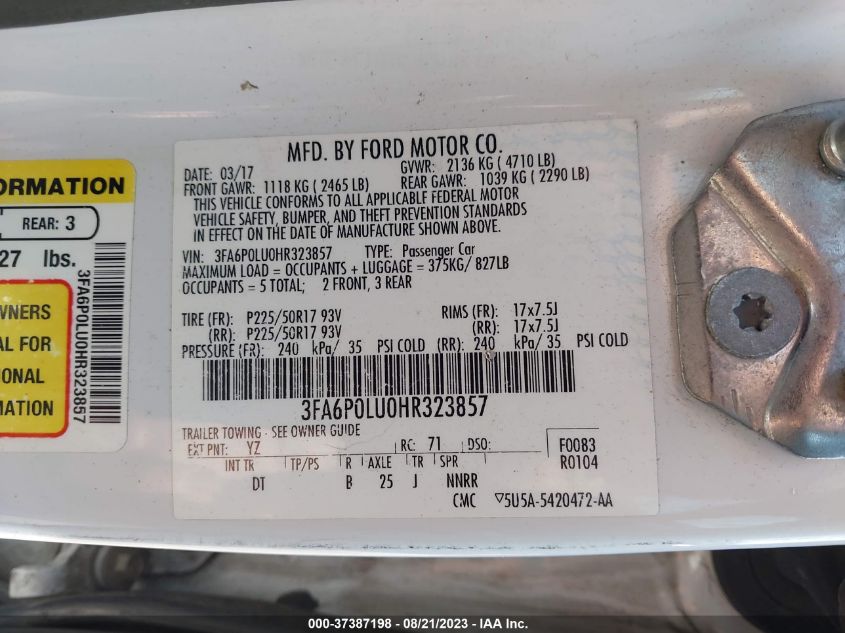 ORMATION
REAR: 3
27 lbs.
WNERS
AL FOR
IONAL
MATION
3FA6P0LU0HR323857
MFD. BY FORD MOTOR CO.
DATE: 03/17 GVWR: 2136 KG ( 4710 LB)
FRONT GAWR: 1118 KG ( 2465 LB) REAR GAWR: 1039 KG ( 2290 LB)
THIS VEHICLE CONFORMS TO ALL APPLICABLE FEDERAL MOTOR
VEHICLE SAFETY, BUMPER, AND THEFT PREVENTION STANDARDS
IN EFFECT ON THE DATE OF MANUFACTURE SHOWN ABOVE.
VIN: 3FA6P0LU0HR323857 TYPE: Passenger Car
MAXIMUM LOAD = OCCUPANTS + LUGGAGE = 375KG/ 827LB
OCCUPANTS = 5 TOTAL; 2 FRONT, 3 REAR
TIRE (FR): P225/50R17 93V RIMS (FR): 17x7.5J
(RR): P225/50R17 93V (RR): 17x7.5J
PRESSURE (FR): 240 kPa/ 35 PSI COLD (RR): 240 kPa/ 35 PSI COLD
3FA6P0LU0HR323857
TRAILER TOWING - SEE OWNER GUIDE
EXT PNT: YZ RC: 71 DSO: F0083
INT TR TP/PS R AXLE TR SPR R0104
DT B 25 J NNRR
CMC ▽5U5A-5420472-AA
000-37387198 - 08/21/2023 - IAA Inc.